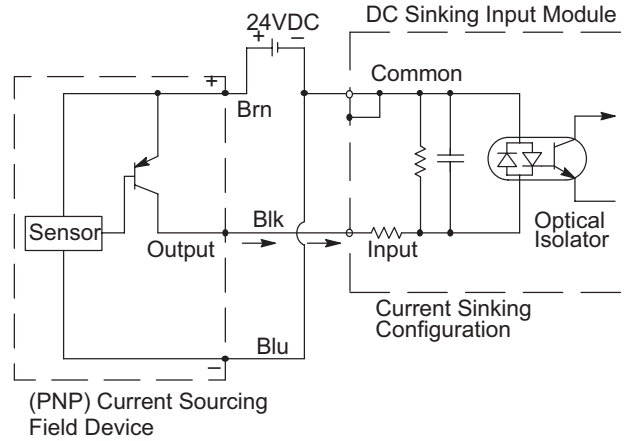 DC Sinking Input Module
24VDC
+ −
Common
+
Brn
Sensor
Output
Blk
Input
Optical
Isolator
Current Sinking
Configuration
Blu
−
(PNP) Current Sourcing
Field Device